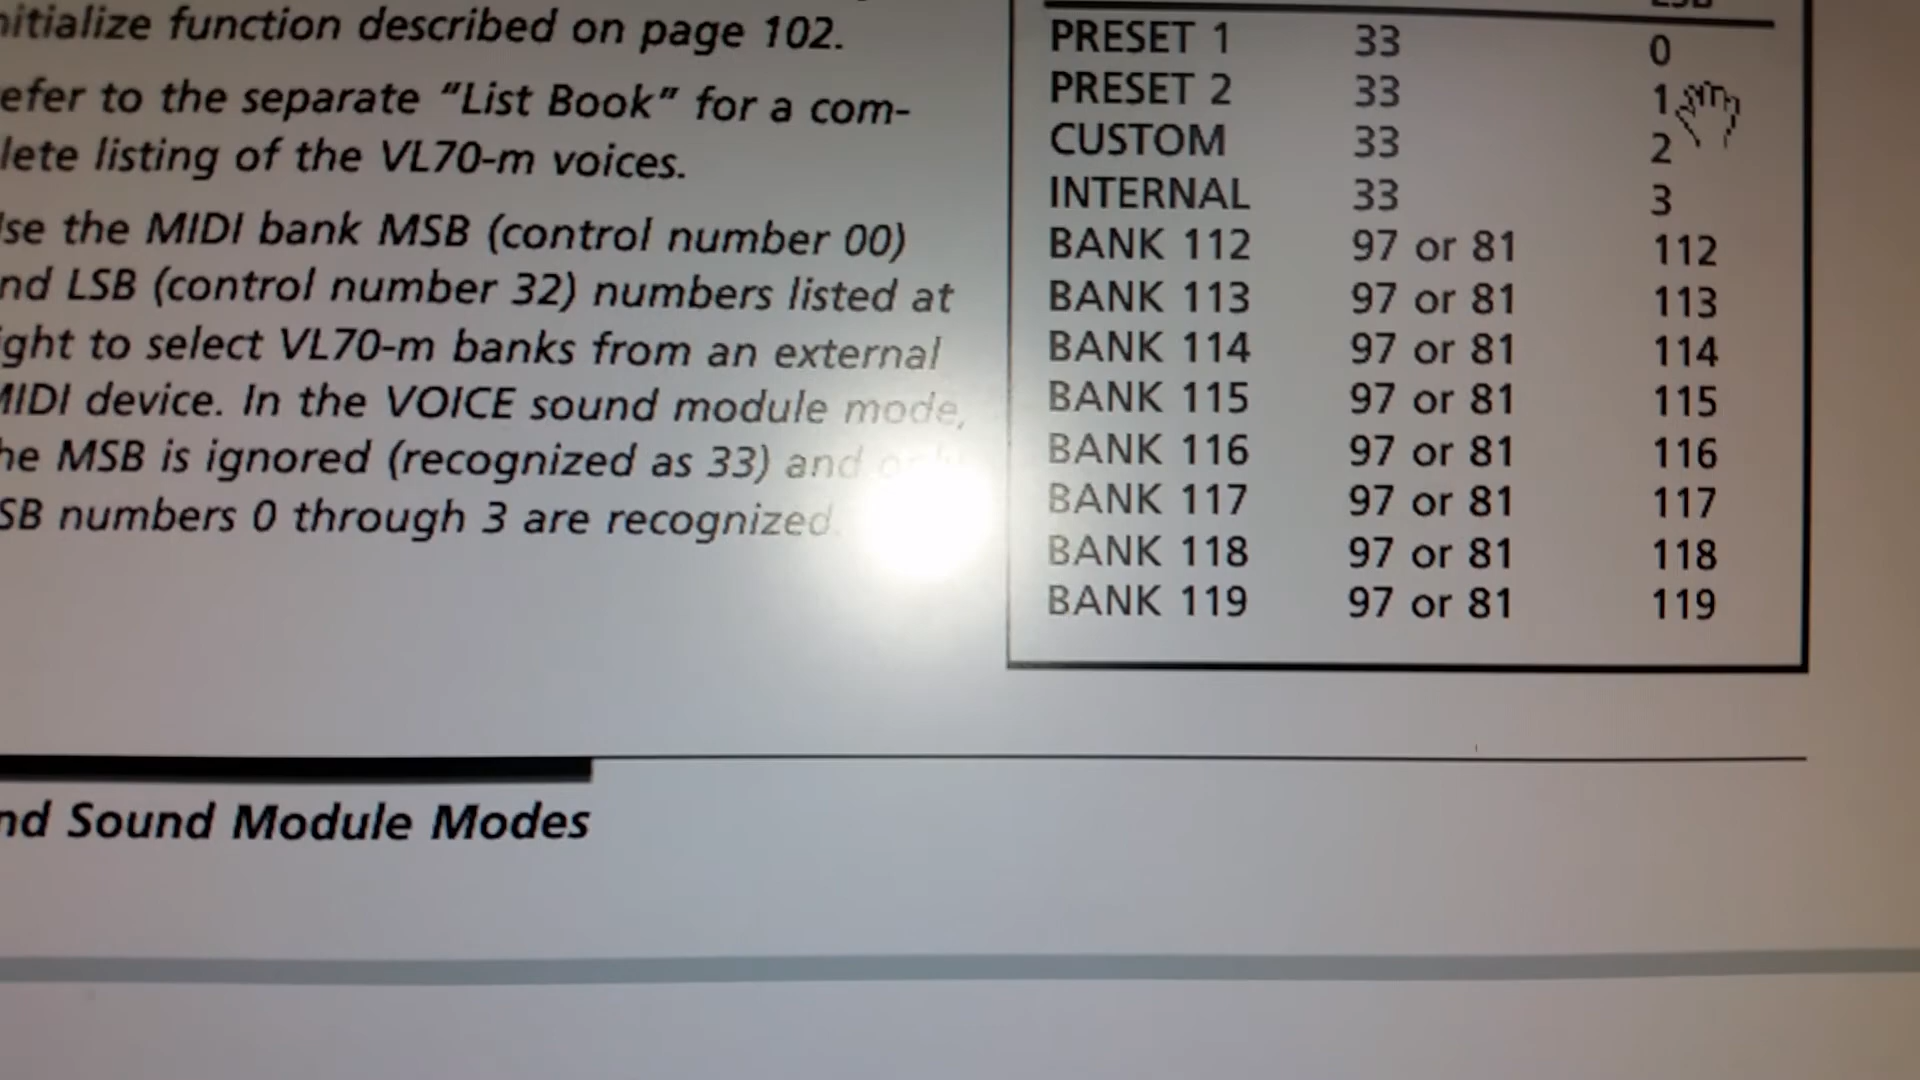 nitialize function described on page 102.
efer to the separate “List Book” for a com-
lete listing of the VL70-m voices.
se the MIDI bank MSB (control number 00)
nd LSB (control number 32) numbers listed at
ight to select VL70-m banks from an external
MIDI device. In the VOICE sound module mode,
he MSB is ignored (recognized as 33) and
SB numbers 0 through 3 are recognized.
LSB
PRESET 1 33 0
PRESET 2 33 1
CUSTOM 33 2
INTERNAL 33 3
BANK 112 97 or 81 112
BANK 113 97 or 81 113
BANK 114 97 or 81 114
BANK 115 97 or 81 115
BANK 116 97 or 81 116
BANK 117 97 or 81 117
BANK 118 97 or 81 118
BANK 119 97 or 81 119
nd Sound Module Modes